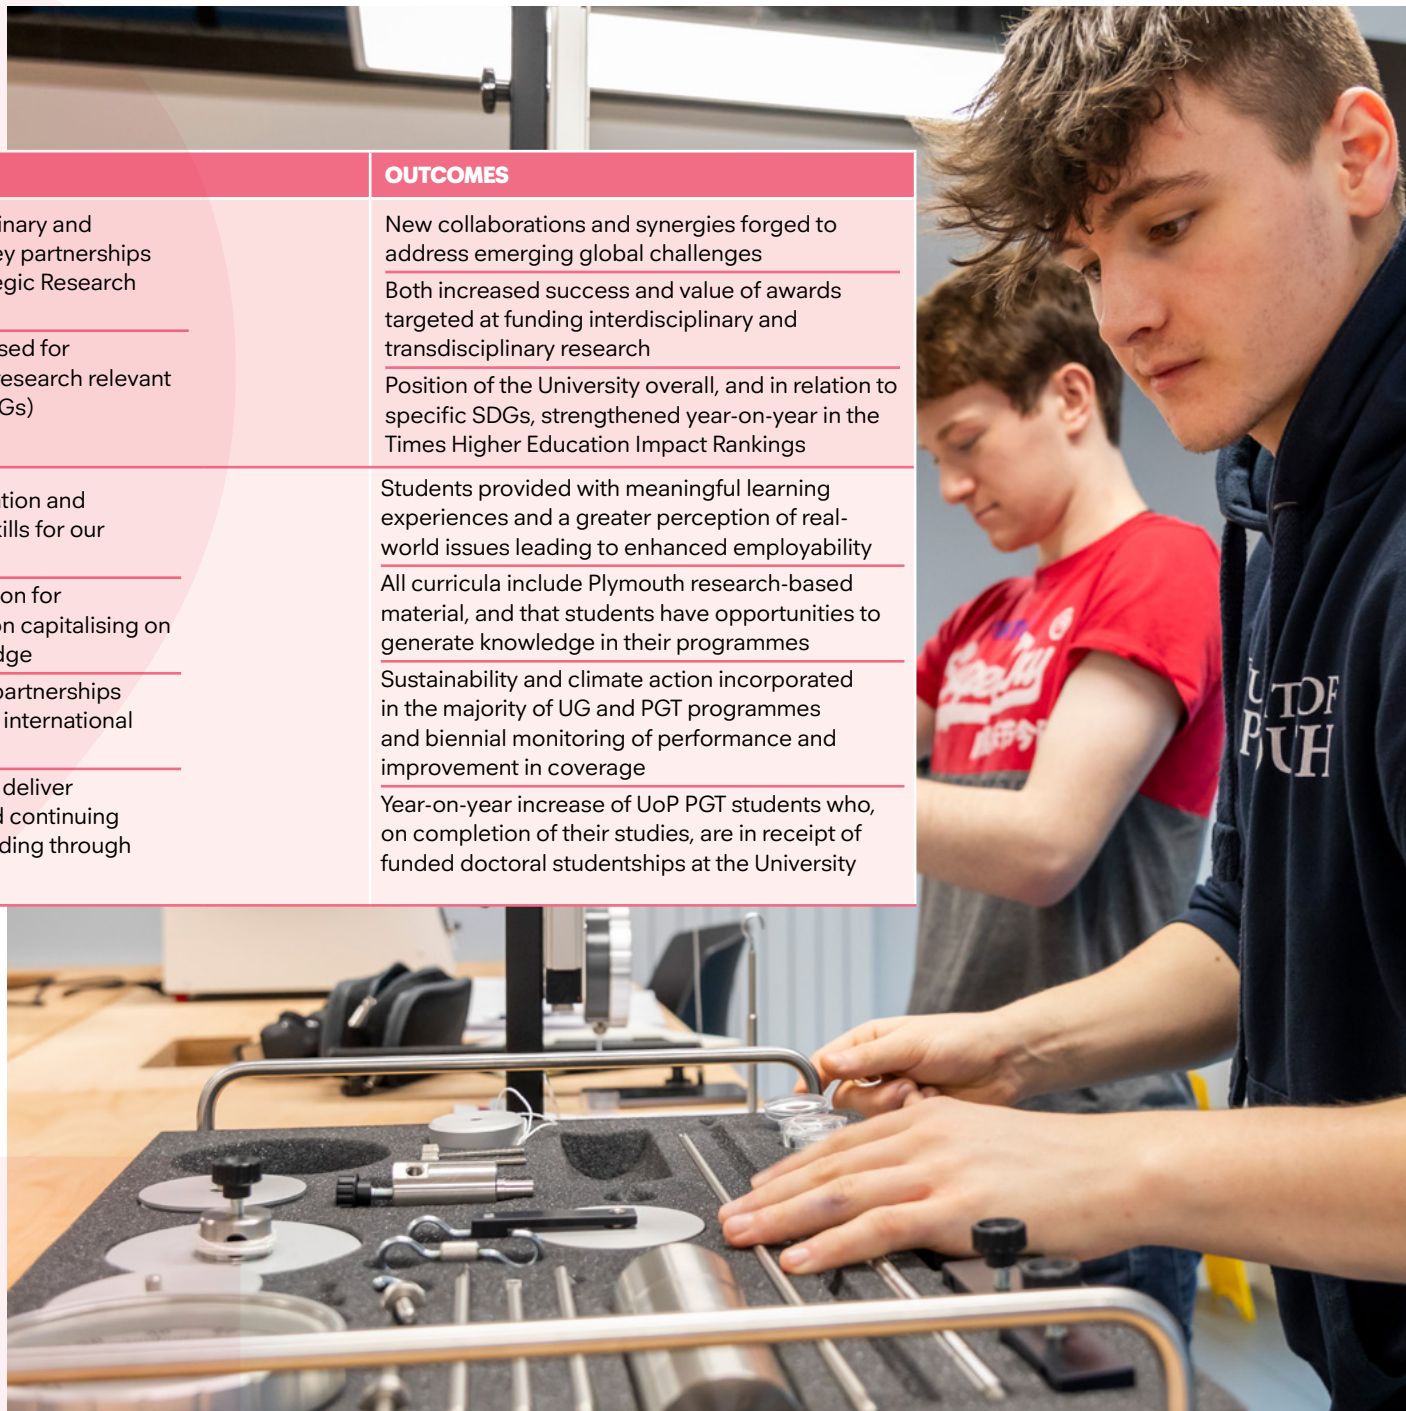 OUTCOMES
inary and
ey partnerships
egic Research
sed for
research relevant
Gs)
New collaborations and synergies forged to
address emerging global challenges
Both increased success and value of awards
targeted at funding interdisciplinary and
transdisciplinary research
Position of the University overall, and in relation to
specific SDGs, strengthened year-on-year in the
Times Higher Education Impact Rankings
tion and
kills for our
on for
on capitalising on
dge
partnerships
international
deliver
d continuing
ding through
Students provided with meaningful learning
experiences and a greater perception of real-
world issues leading to enhanced employability
All curricula include Plymouth research-based
material, and that students have opportunities to
generate knowledge in their programmes
Sustainability and climate action incorporated
in the majority of UG and PGT programmes
and biennial monitoring of performance and
improvement in coverage
Year-on-year increase of UoP PGT students who,
on completion of their studies, are in receipt of
funded doctoral studentships at the University